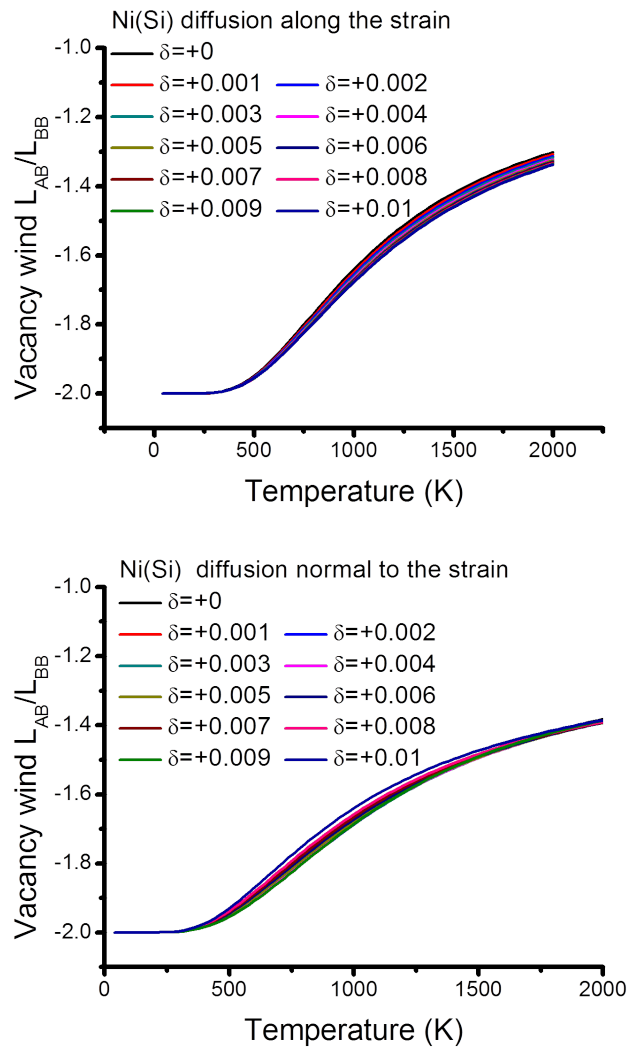 Ni(Si) diffusion along the strain
-1.0
δ=+0
δ=+0.001 δ=+0.002
-1.2
δ=+0.003 δ=+0.004
δ=+0.005 δ=+0.006
-1.4
δ=+0.007 δ=+0.008
δ=+0.009 δ=+0.01
-1.6
-1.8
-2.0
Vacancy wind L_AB/L_BB
0 500 1000 1500 2000
Temperature (K)
Ni(Si) diffusion normal to the strain
-1.0
δ=+0
δ=+0.001 δ=+0.002
-1.2
δ=+0.003 δ=+0.004
δ=+0.005 δ=+0.006
-1.4
δ=+0.007 δ=+0.008
δ=+0.009 δ=+0.01
-1.6
-1.8
-2.0
Vacancy wind L_AB/L_BB
0 500 1000 1500 2000
Temperature (K)